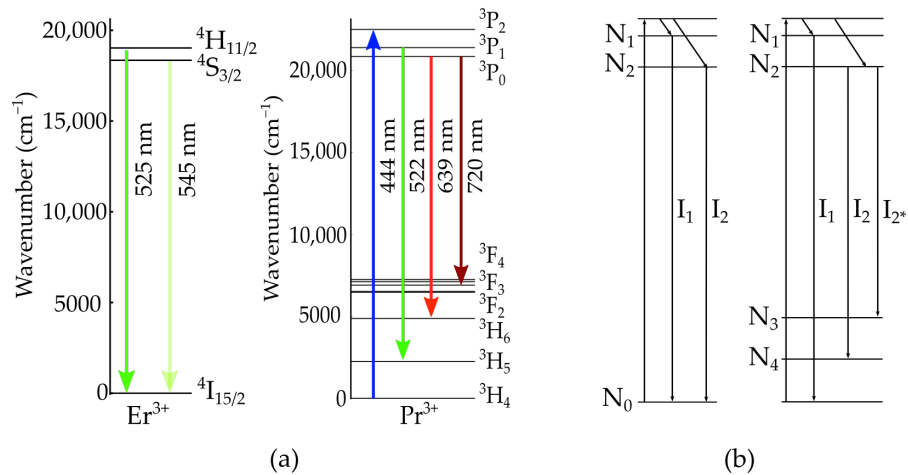 Wavenumber (cm⁻¹)
20,000
15,000
10,000
5000
0
⁴H₁₁/₂
⁴S₃/₂
525 nm
545 nm
⁴I₁₅/₂
Er³⁺
Wavenumber (cm⁻¹)
20,000
15,000
10,000
5000
0
³P₂
³P₁
³P₀
444 nm
522 nm
639 nm
720 nm
³F₄
³F₃
³F₂
³H₆
³H₅
³H₄
Pr³⁺
(a)
N₁
N₂
I₁
I₂
N₀
N₁
N₂
I₁
I₂
I₂*
N₃
N₄
(b)